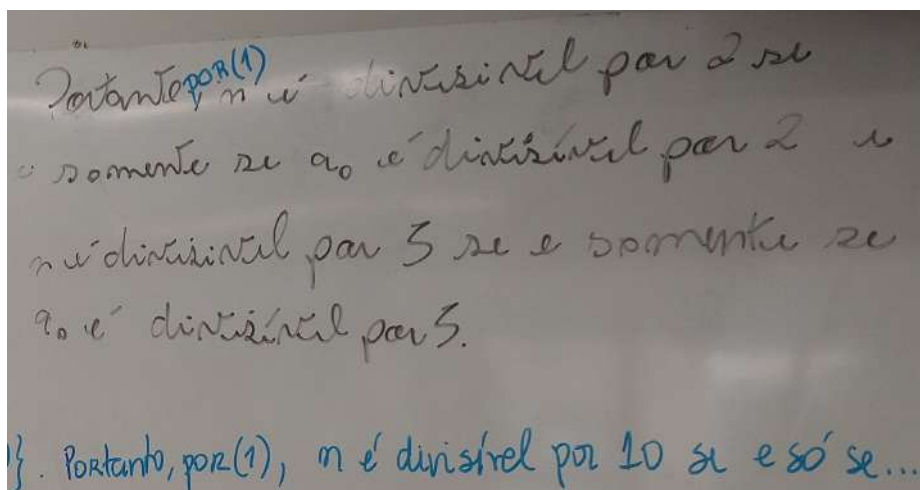 Portanto, por(1) n é divisível por 2 se
e somente se a₀ é divisível por 2 e
n é divisível por 5 se e somente se
a₀ é divisível por 5.
}. Portanto, por(1), n é divisível por 10 se e só se...